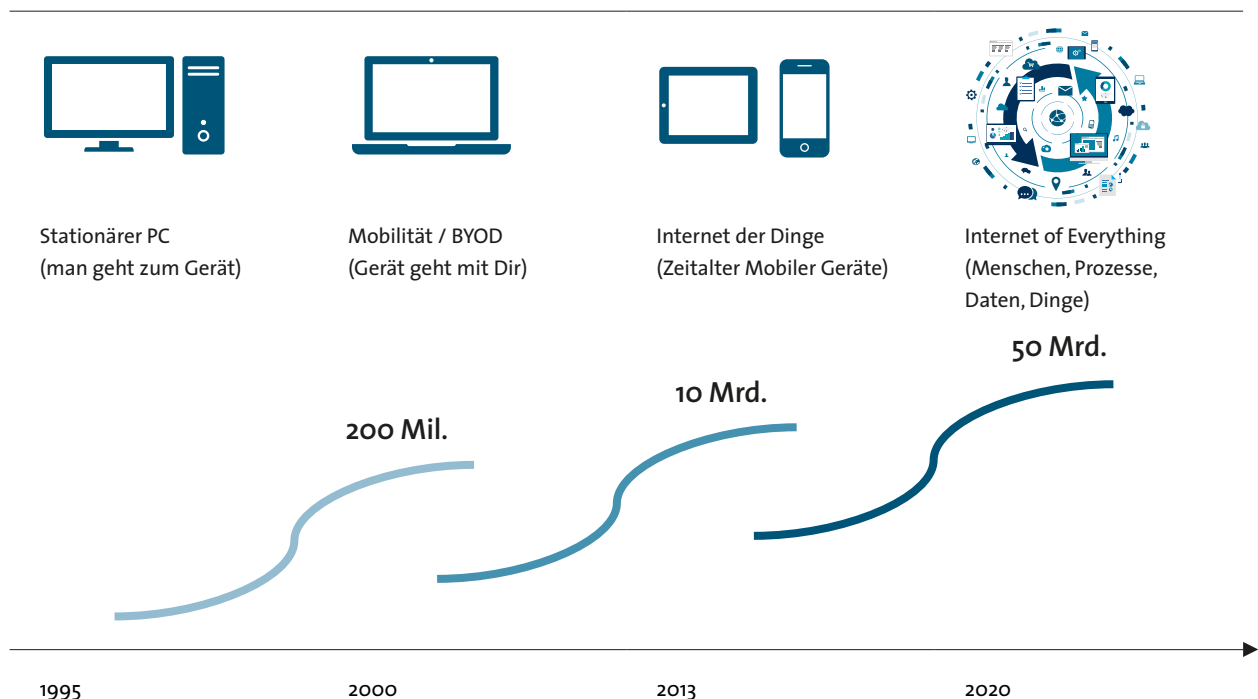 Stationärer PC
(man geht zum Gerät)
Mobilität / BYOD
(Gerät geht mit Dir)
Internet der Dinge
(Zeitalter Mobiler Geräte)
Internet of Everything
(Menschen, Prozesse,
Daten, Dinge)
200 Mil.
10 Mrd.
50 Mrd.
1995
2000
2013
2020